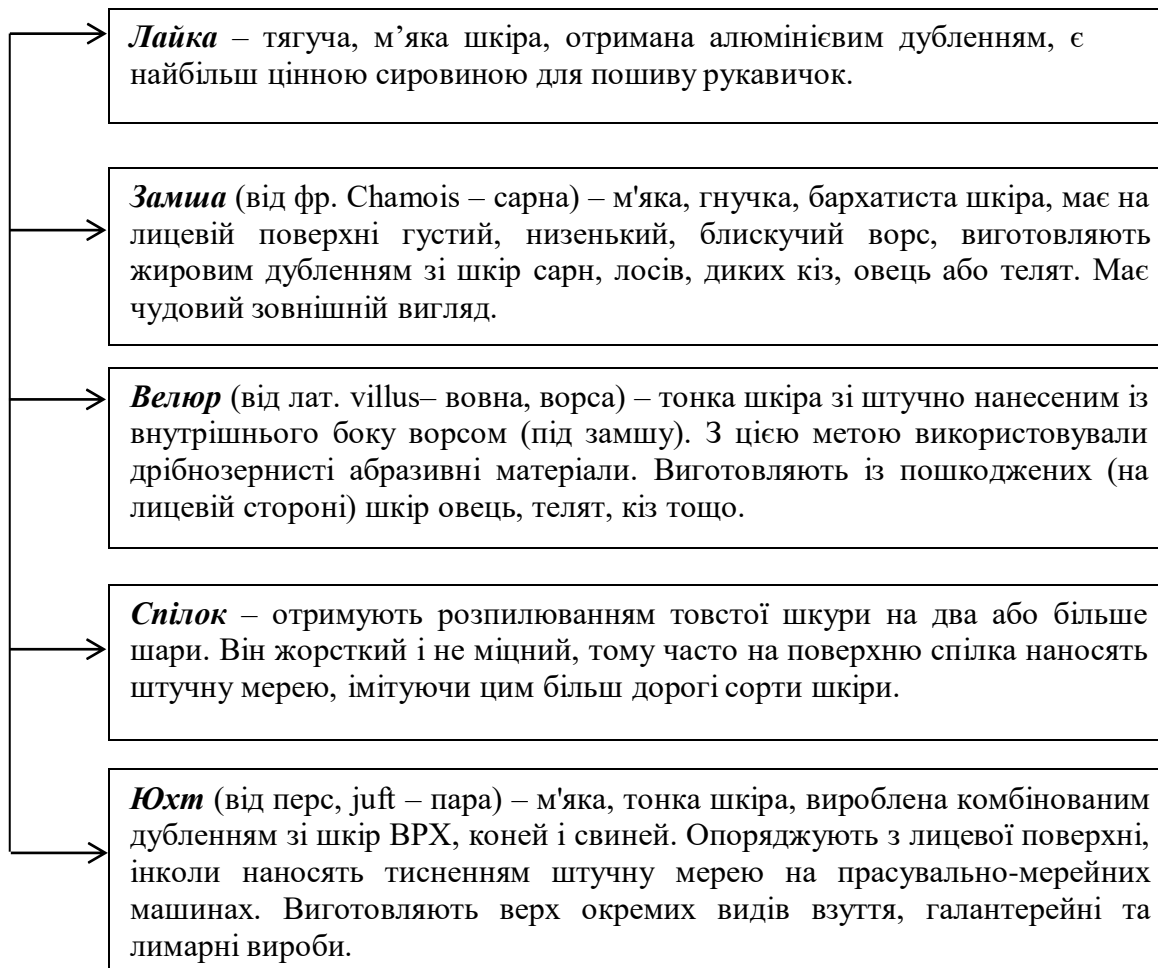 Лайка – тягуча, м’яка шкіра, отримана алюмінієвим дубленням, є
найбільш цінною сировиною для пошиву рукавичок.
Замша (від фр. Chamois – сарна) – м'яка, гнучка, бархатиста шкіра, має на
лицевій поверхні густий, низенький, блискучий ворс, виготовляють
жировим дубленням зі шкір сарн, лосів, диких кіз, овець або телят. Має
чудовий зовнішній вигляд.
Велюр (від лат. villus– вовна, ворса) – тонка шкіра зі штучно нанесеним із
внутрішнього боку ворсом (під замшу). З цією метою використовували
дрібнозернисті абразивні матеріали. Виготовляють із пошкоджених (на
лицевій стороні) шкір овець, телят, кіз тощо.
Спілок – отримують розпилюванням товстої шкури на два або більше
шари. Він жорсткий і не міцний, тому часто на поверхню спілка наносять
штучну мерею, імітуючи цим більш дорогі сорти шкіри.
Юхт (від перс, juft – пара) – м'яка, тонка шкіра, вироблена комбінованим
дубленням зі шкір ВРХ, коней і свиней. Опоряджують з лицевої поверхні,
інколи наносять тисненням штучну мерею на прасувально-мерейних
машинах. Виготовляють верх окремих видів взуття, галантерейні та
лимарні вироби.